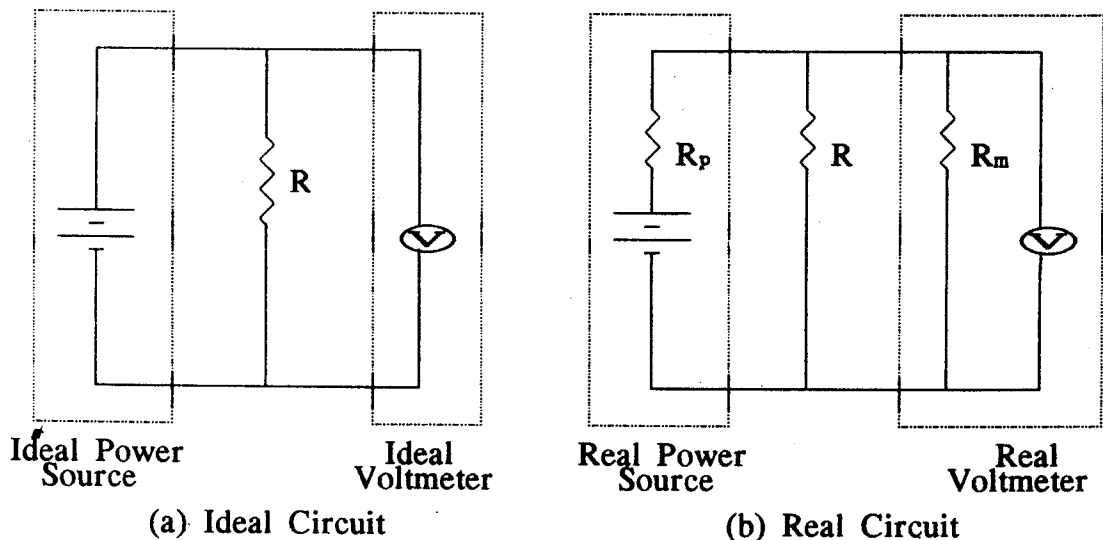 R
V
Ideal Power
Source
Ideal
Voltmeter
(a) Ideal Circuit
Rp
R
Rm
V
Real Power
Source
Real
Voltmeter
(b) Real Circuit